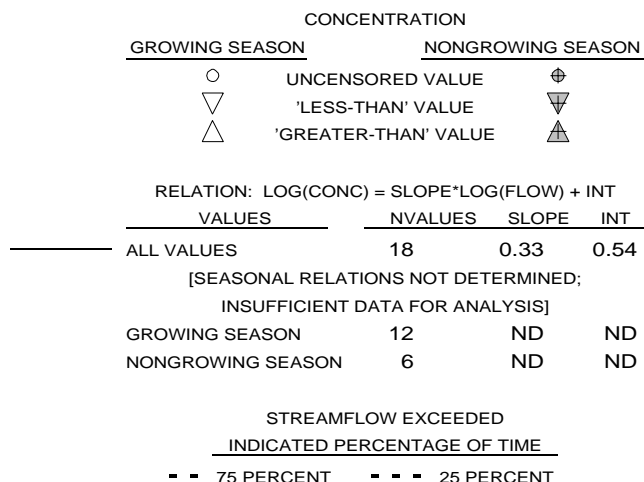 CONCENTRATION
GROWING SEASON NONGROWING SEASON
UNCENSORED VALUE
'LESS-THAN' VALUE
'GREATER-THAN' VALUE
RELATION: LOG(CONC) = SLOPE*LOG(FLOW) + INT
VALUES NVALUES SLOPE INT
ALL VALUES 18 0.33 0.54
[SEASONAL RELATIONS NOT DETERMINED;
INSUFFICIENT DATA FOR ANALYSIS]
GROWING SEASON 12 ND ND
NONGROWING SEASON 6 ND ND
STREAMFLOW EXCEEDED
INDICATED PERCENTAGE OF TIME
75 PERCENT 25 PERCENT